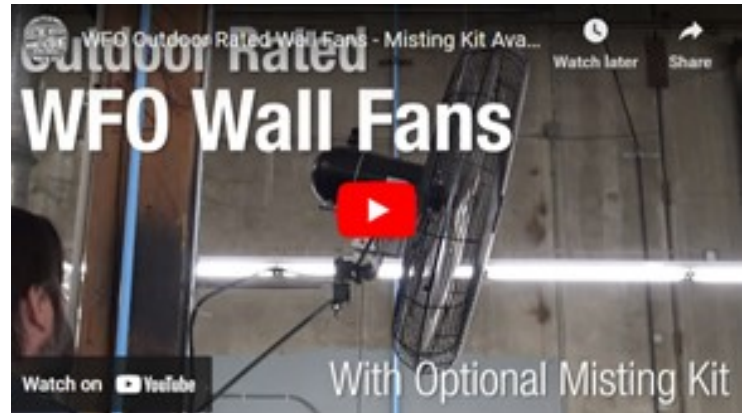 WFO Outdoor Rated Wall Fans - Misting Kit Ava...
Watch later
Share
Outdoor Rated
WFO Wall Fans
Watch on YouTube
With Optional Misting Kit